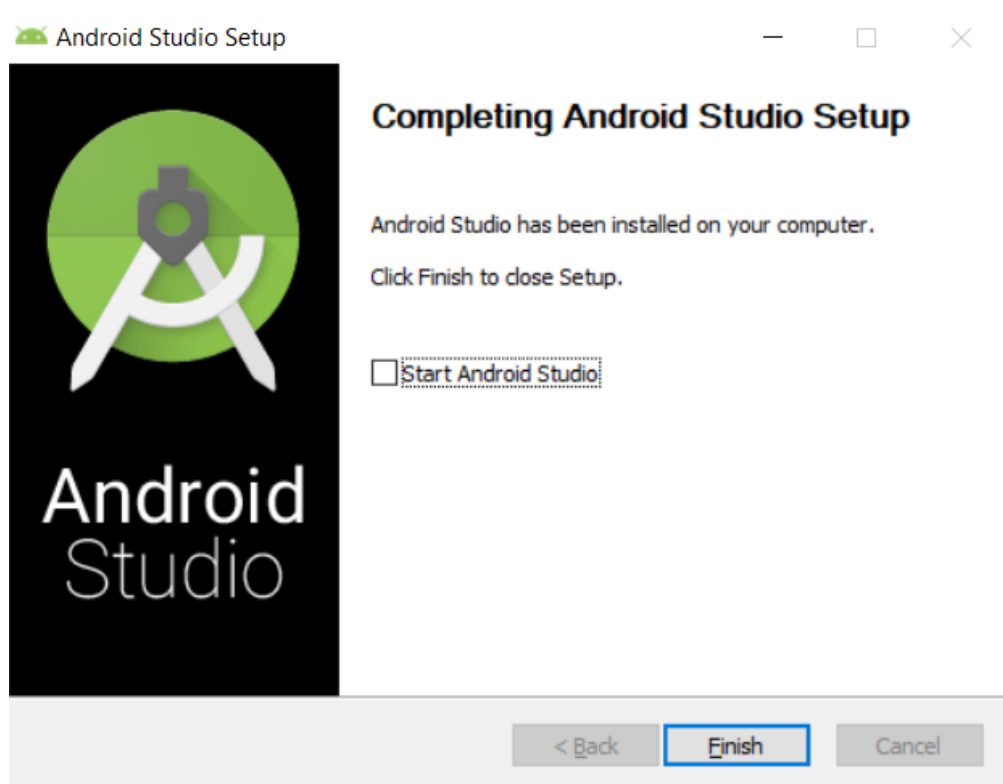 Android Studio Setup
Completing Android Studio Setup
Android Studio has been installed on your computer.
Click Finish to close Setup.
Start Android Studio
Android
Studio
< Back
Finish
Cancel